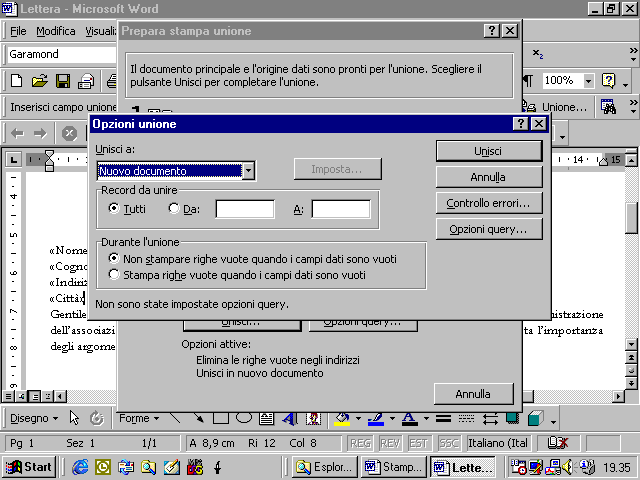 Lettera - Microsoft Word
File Modifica Visualiz
Garamond
100%
Inserisci campo unione
Unione...
Prepara stampa unione
Il documento principale e l'origine dati sono pronti per l'unione. Scegliere il
pulsante Unisci per completare l'unione.
Opzioni unione
Unisci a:
Nuovo documento
Imposta...
Unisci
Annulla
Controllo errori...
Opzioni query...
Record da unire
Tutti Da: A:
Durante l'unione
Non stampare righe vuote quando i campi dati sono vuoti
Stampa righe vuote quando i campi dati sono vuoti
Non sono state impostate opzioni query.
«Nome
«Cogno
«Indiriz
«Città»
Gentile
istrazione
dell'associazi
ta l'importanza
degli argome
Unisci... Opzioni query...
Opzioni attive:
Elimina le righe vuote negli indirizzi
Unisci in nuovo documento
Annulla
Disegno Forme
Pg 1 Sez 1 1/1 A 8,9 cm Ri 12 Col 8 REG REV EST SSC Italiano (Ital
Start Esplor... Stamp... Lette... 19.35